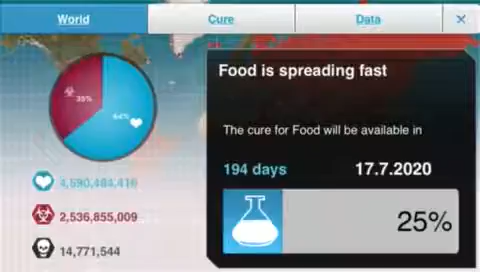 World
Cure
Data
×
Food is spreading fast
35%
64%
The cure for Food will be available in
194 days
17.7.2020
4,590,484,416
2,536,855,009
25%
14,771,544